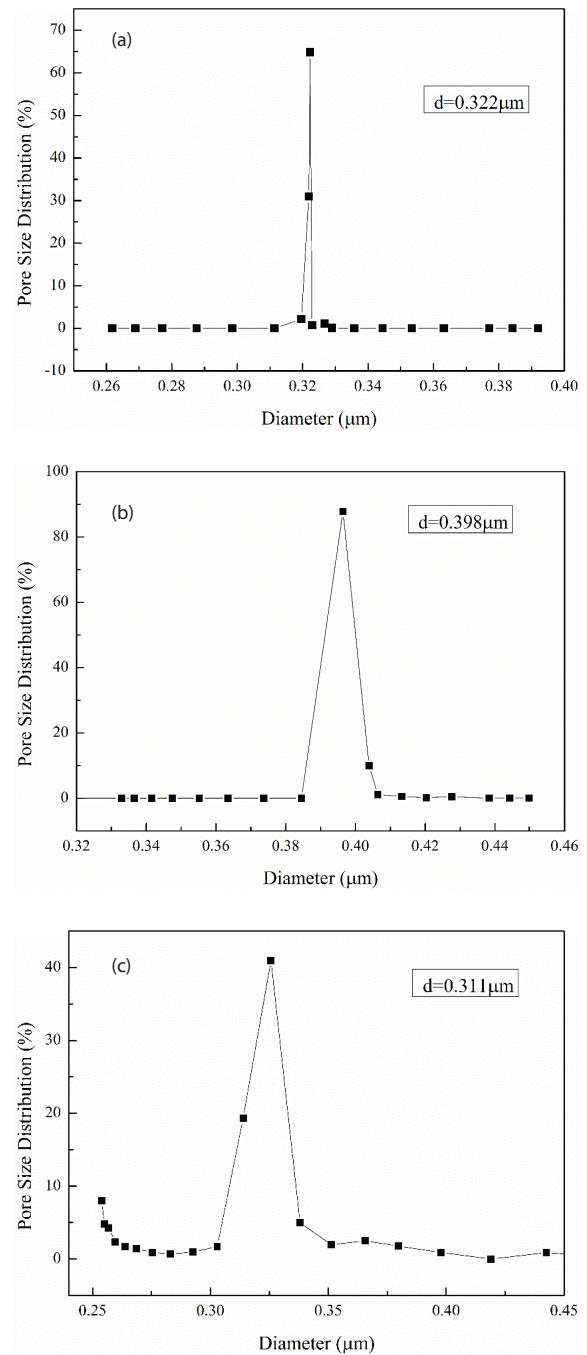 (a)
d=0.322μm
Pore Size Distribution (%)
70
60
50
40
30
20
10
0
-10
0.26 0.28 0.30 0.32 0.34 0.36 0.38 0.40
Diameter (μm)
(b)
d=0.398μm
Pore Size Distribution (%)
100
80
60
40
20
0
0.32 0.34 0.36 0.38 0.40 0.42 0.44 0.46
Diameter (μm)
(c)
d=0.311μm
Pore Size Distribution (%)
40
30
20
10
0
0.25 0.30 0.35 0.40 0.45
Diameter (μm)